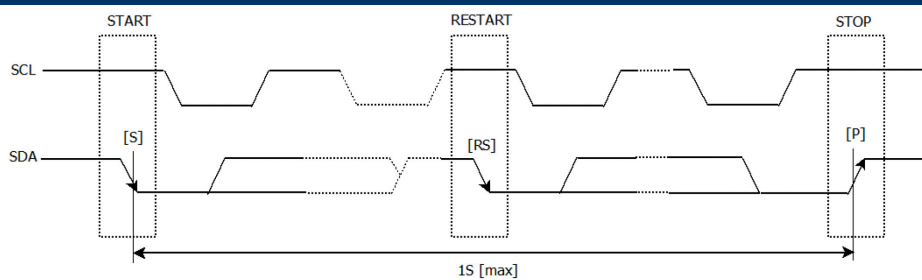 START RESTART STOP
SCL
[S] [RS] [P]
SDA
1S [max]